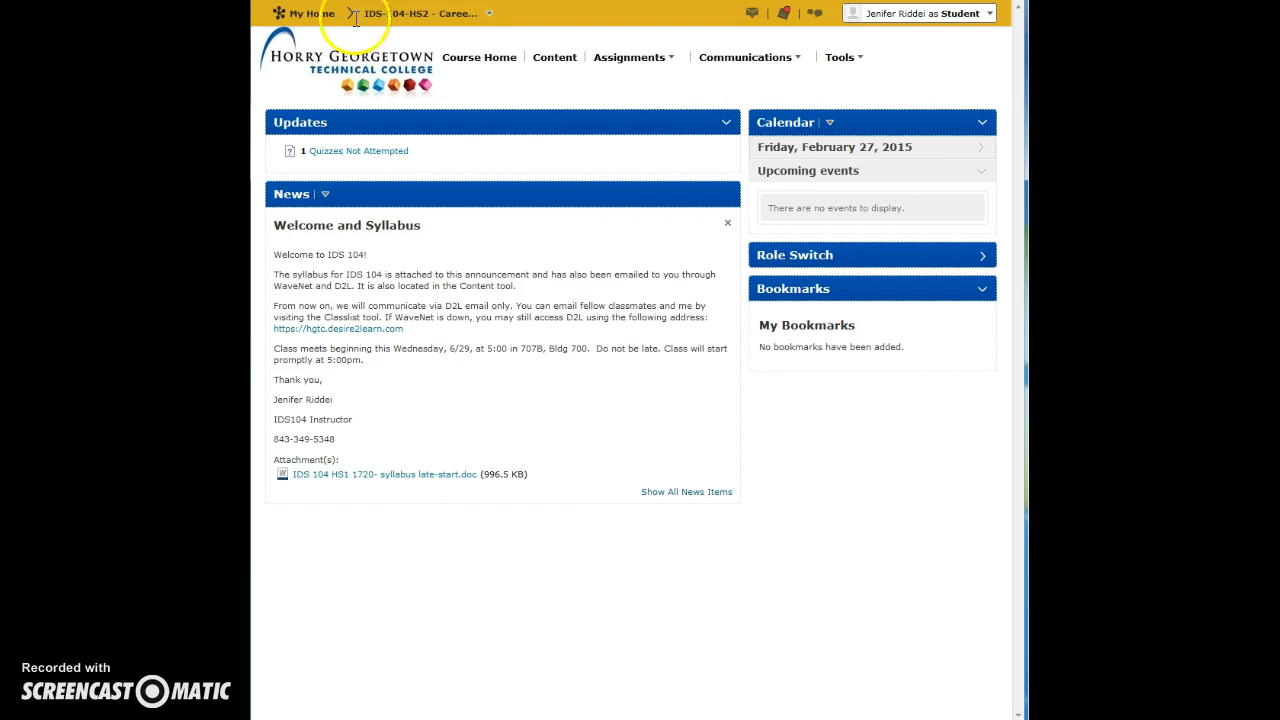 My Home
IDS-104-HS2 - Caree...
Jenifer Riddei as Student
HORRY GEORGETOWN
TECHNICAL COLLEGE
Course Home
Content
Assignments
Communications
Tools
Updates
1 Quizzes Not Attempted
News
Welcome and Syllabus
Welcome to IDS 104!
The syllabus for IDS 104 is attached to this announcement and has also been emailed to you through
WaveNet and D2L. It is also located in the Content tool.
From now on, we will communicate via D2L email only. You can email fellow classmates and me by
visiting the Classlist tool. If WaveNet is down, you may still access D2L using the following address:
https://hgtc.desire2learn.com
Class meets beginning this Wednesday, 6/29, at 5:00 in 707B, Bldg 700. Do not be late. Class will start
promptly at 5:00pm.
Thank you,
Jenifer Riddei
IDS104 Instructor
843-349-5348
Attachment(s):
IDS 104 HS1 1720- syllabus late-start.doc (996.5 KB)
Show All News Items
Calendar
Friday, February 27, 2015
Upcoming events
There are no events to display.
Role Switch
Bookmarks
My Bookmarks
No bookmarks have been added.
Recorded with
SCREENCAST-O-MATIC